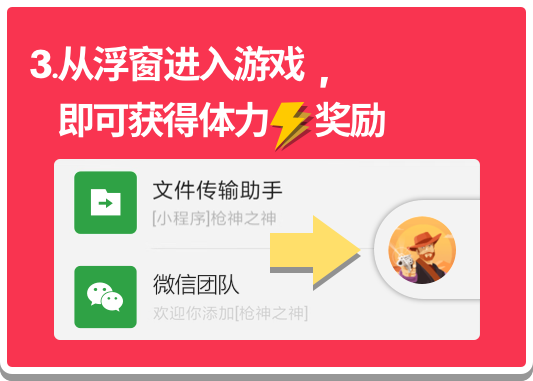 3.从浮窗进入游戏，
即可获得体力奖励
文件传输助手
[小程序]枪神之神
微信团队
欢迎你添加[枪神之神]